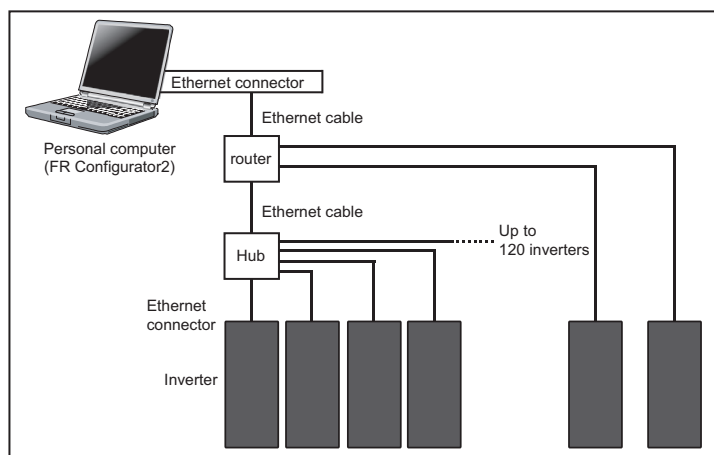 Ethernet connector
Ethernet cable
Personal computer
(FR Configurator2)
router
Ethernet cable
Up to
120 inverters
Hub
Ethernet
connector
Inverter